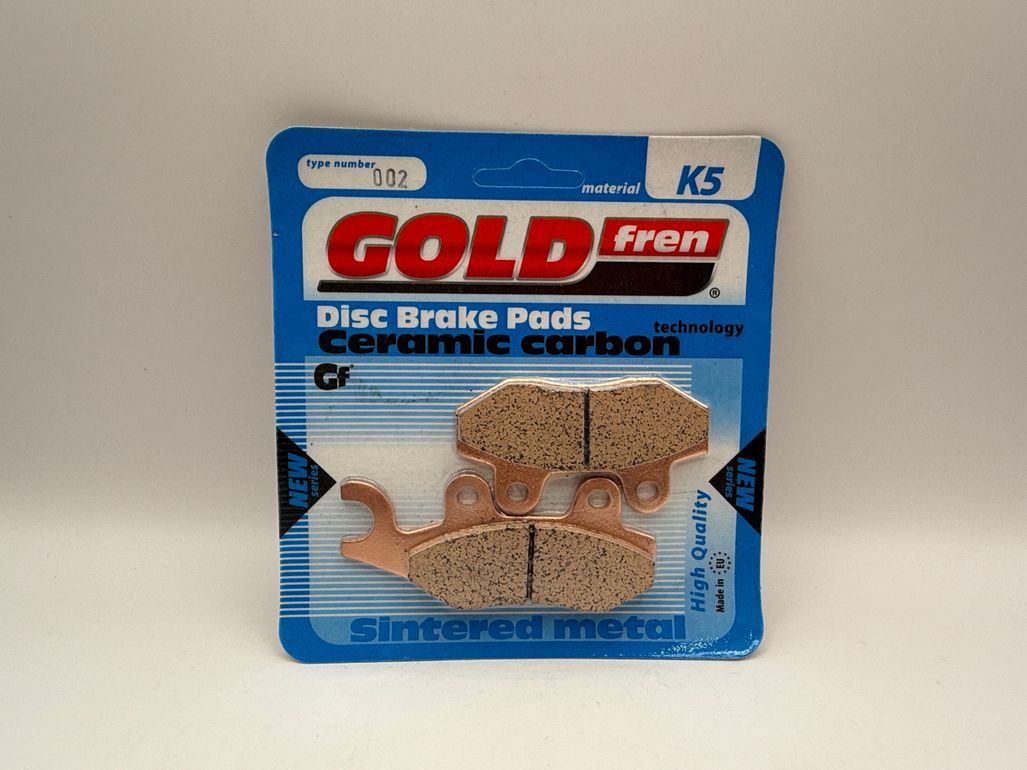 type number
002
material
K5
GOLD fren
®
Disc Brake Pads
Ceramic carbon technology
Gf
NEW series
NEW series
High Quality
Made in EU
Sintered metal